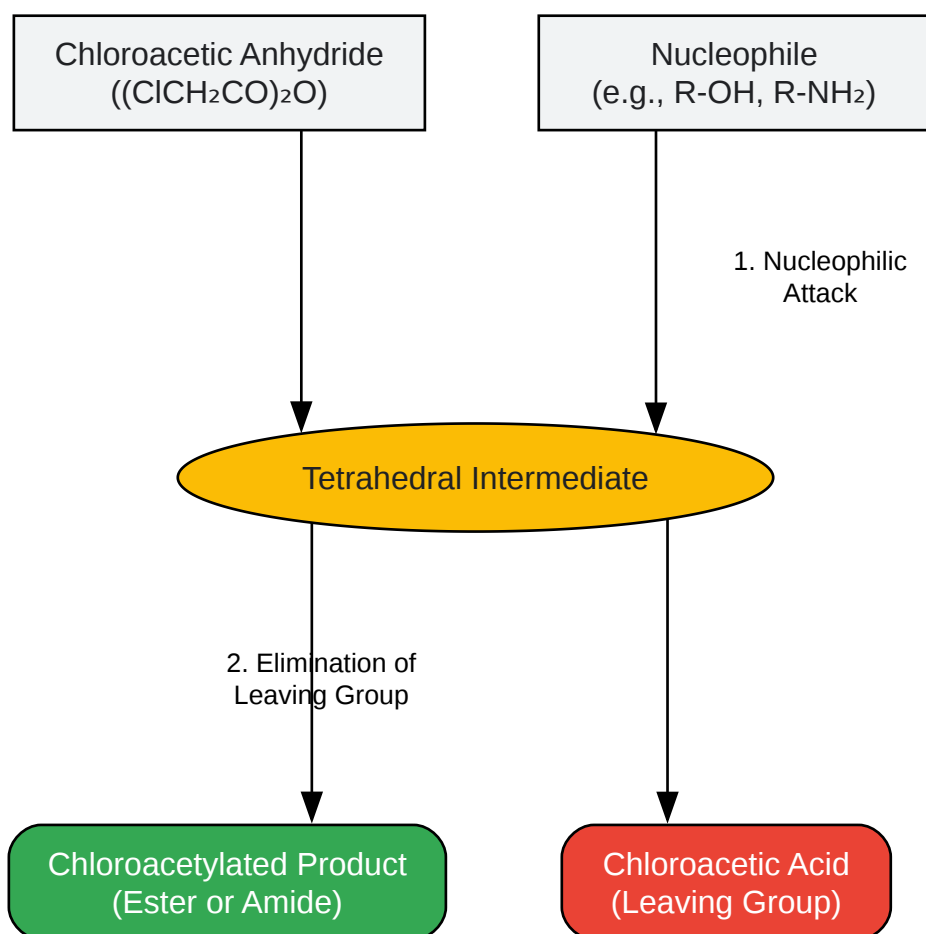 Chloroacetic Anhydride
((ClCH₂CO)₂O)
Nucleophile
(e.g., R-OH, R-NH₂)
1. Nucleophilic
Attack
Tetrahedral Intermediate
2. Elimination of
Leaving Group
Chloroacetylated Product
(Ester or Amide)
Chloroacetic Acid
(Leaving Group)